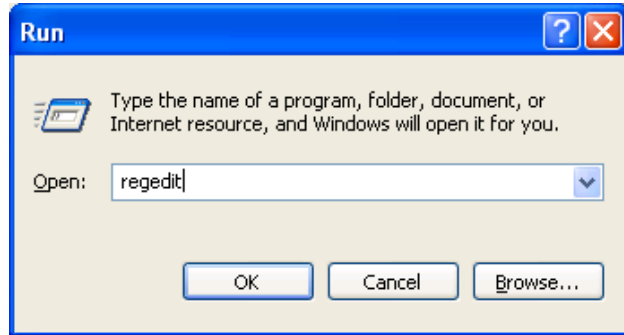 Run
Type the name of a program, folder, document, or
Internet resource, and Windows will open it for you.
Open: regedit
OK Cancel Browse...